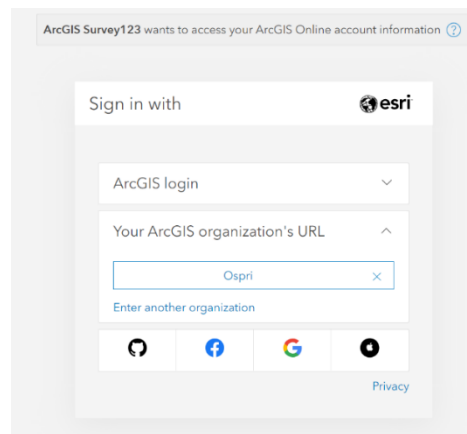 ArcGIS Survey123 wants to access your ArcGIS Online account information ?
Sign in with
esri
ArcGIS login
Your ArcGIS organization's URL
Ospri
Enter another organization
Privacy